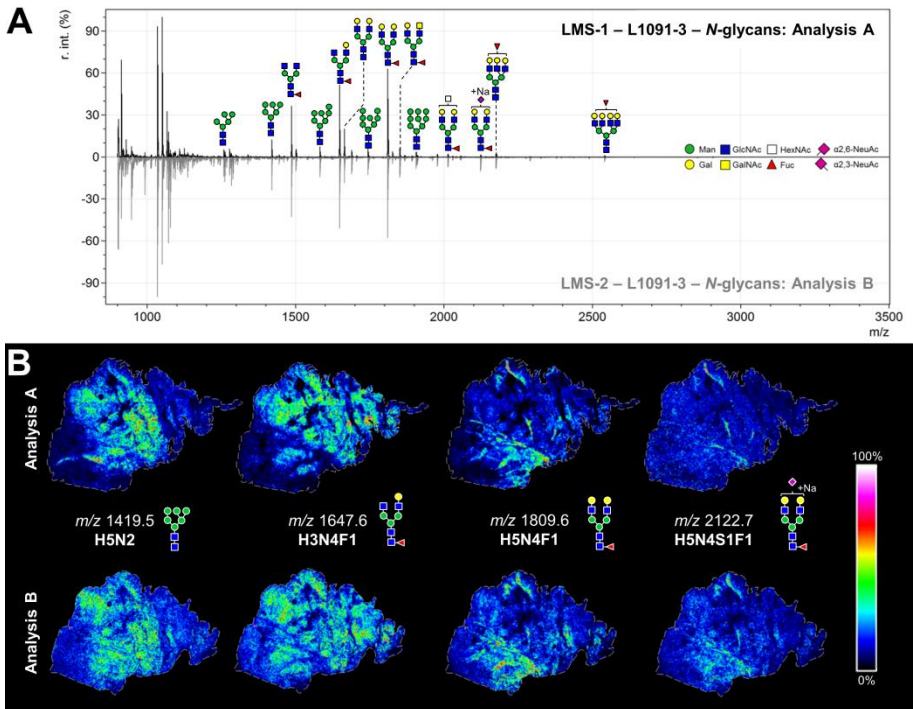 A
LMS-1 – L1091-3 – N-glycans: Analysis A
r. int. (%)
90
60
30
0
-30
-60
-90
+Na
Man GlcNAc HexNAc α2,6-NeuAc
Gal GalNAc Fuc α2,3-NeuAc
LMS-2 – L1091-3 – N-glycans: Analysis B
1000 1500 2000 2500 3000 3500
m/z
B
Analysis A
100%
+Na
m/z 1419.5 m/z 1647.6 m/z 1809.6 m/z 2122.7
H5N2 H3N4F1 H5N4F1 H5N4S1F1
Analysis B
0%